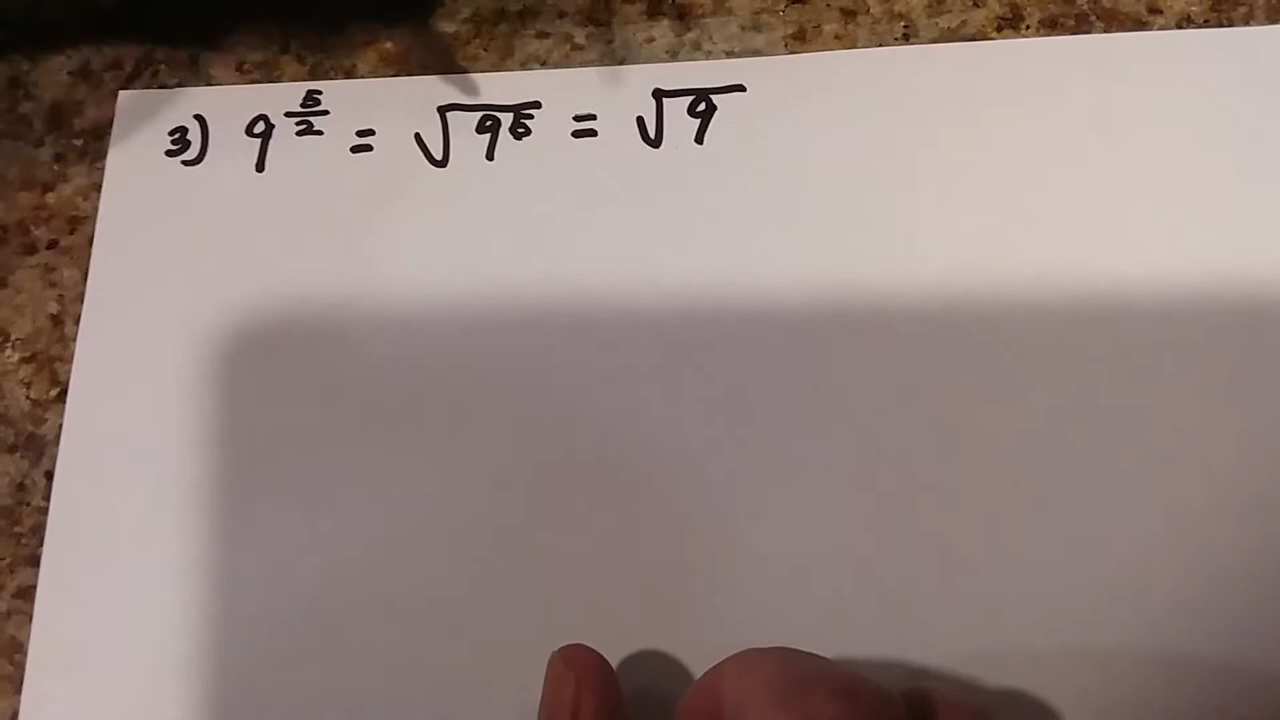 3) 9^(5/2) = √(9^5) = √9